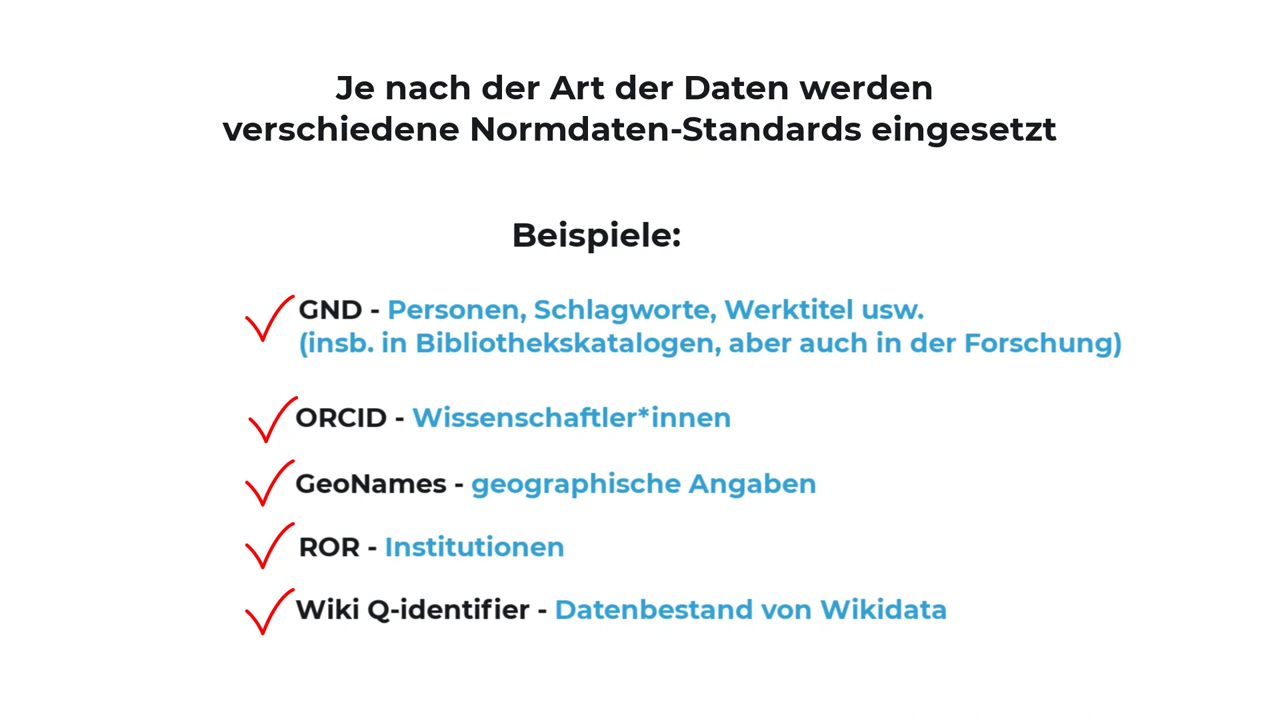 Je nach der Art der Daten werden
verschiedene Normdaten-Standards eingesetzt
Beispiele:
GND - Personen, Schlagworte, Werktitel usw.
(insb. in Bibliothekskatalogen, aber auch in der Forschung)
ORCID - Wissenschaftler*innen
GeoNames - geographische Angaben
ROR - Institutionen
Wiki Q-identifier - Datenbestand von Wikidata